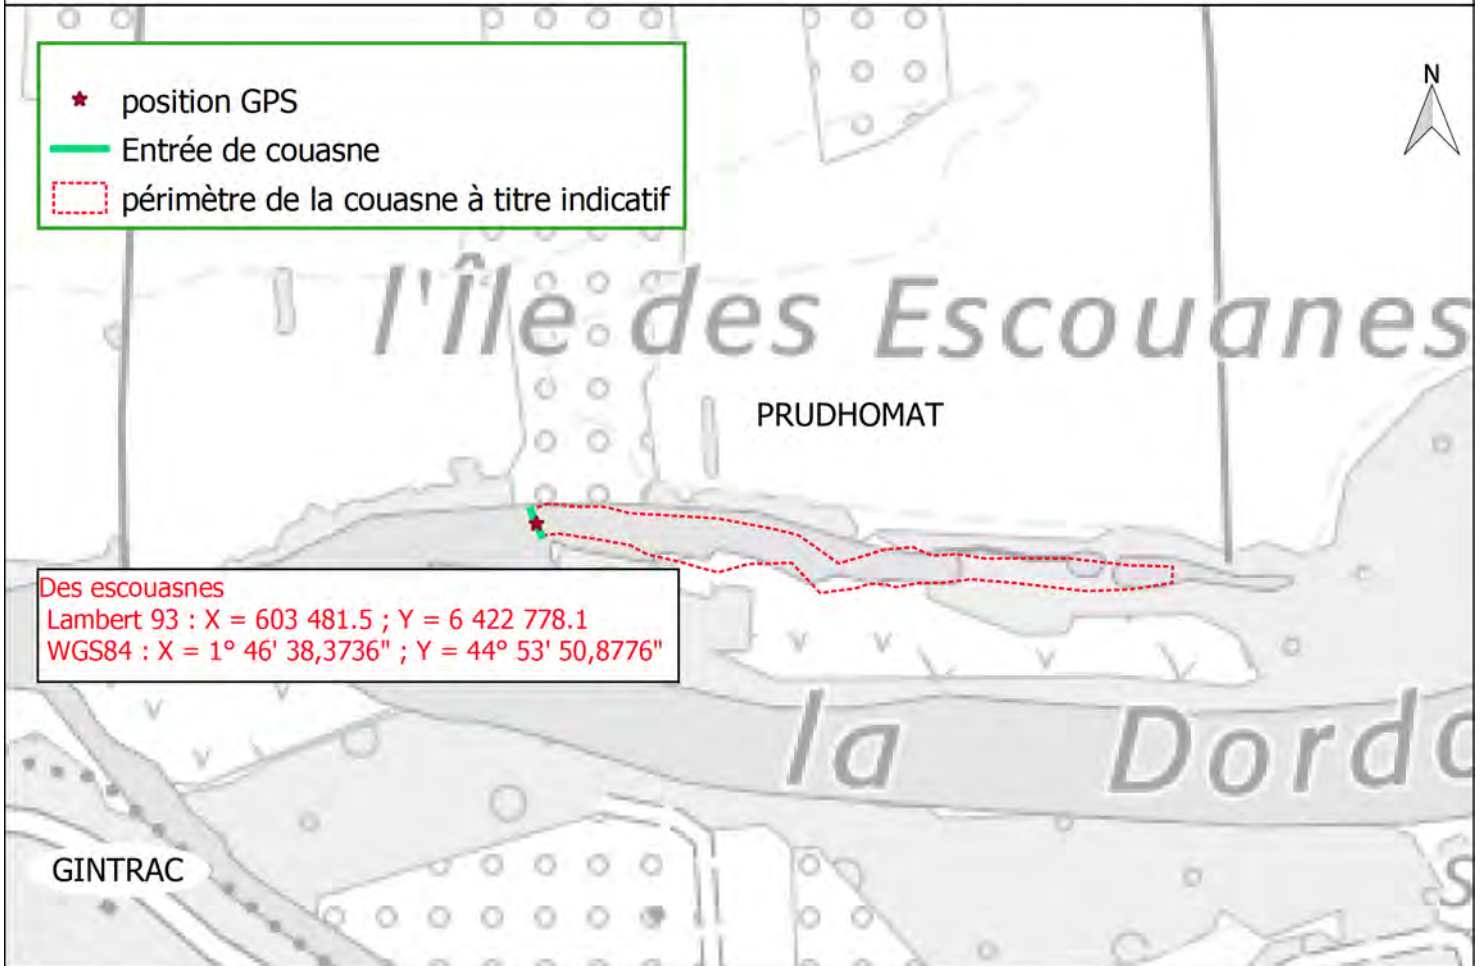 N
position GPS
Entrée de couasne
périmètre de la couasne à titre indicatif
l'Île des Escouanes
PRUDHOMAT
Des escouasnes
Lambert 93 : X = 603 481.5 ; Y = 6 422 778.1
WGS84 : X = 1° 46' 38,3736" ; Y = 44° 53' 50,8776"
la Dordo
GINTRAC
s